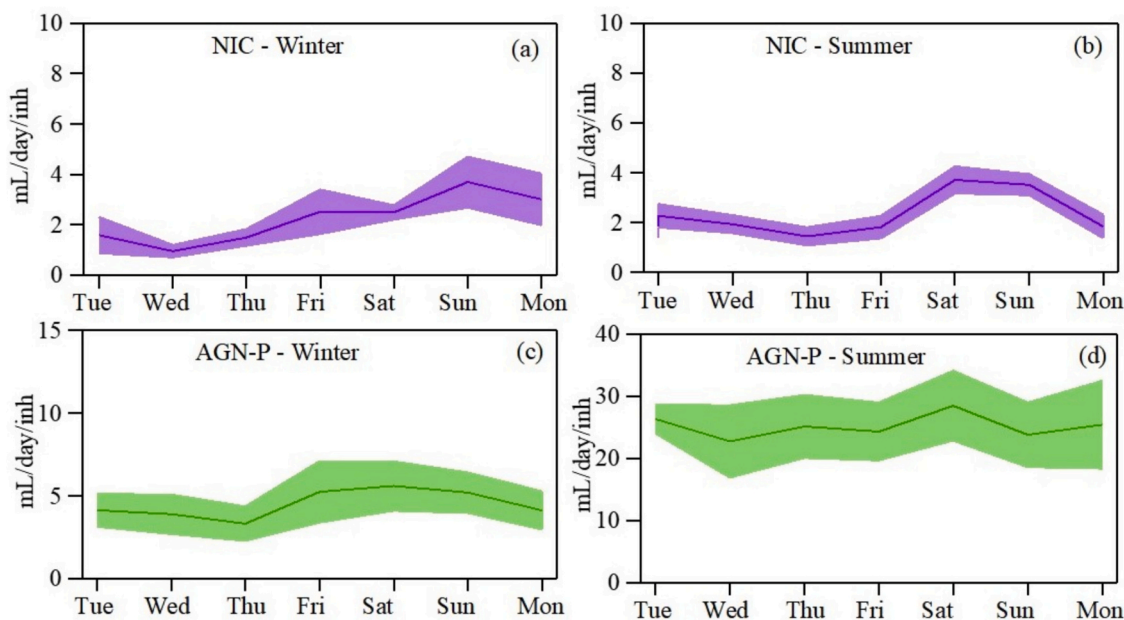 NIC - Winter (a)
mL/day/inh
10
8
6
4
2
0
Tue Wed Thu Fri Sat Sun Mon
NIC - Summer (b)
mL/day/inh
10
8
6
4
2
0
Tue Wed Thu Fri Sat Sun Mon
AGN-P - Winter (c)
mL/day/inh
15
10
5
0
Tue Wed Thu Fri Sat Sun Mon
AGN-P - Summer (d)
mL/day/inh
40
30
20
10
0
Tue Wed Thu Fri Sat Sun Mon